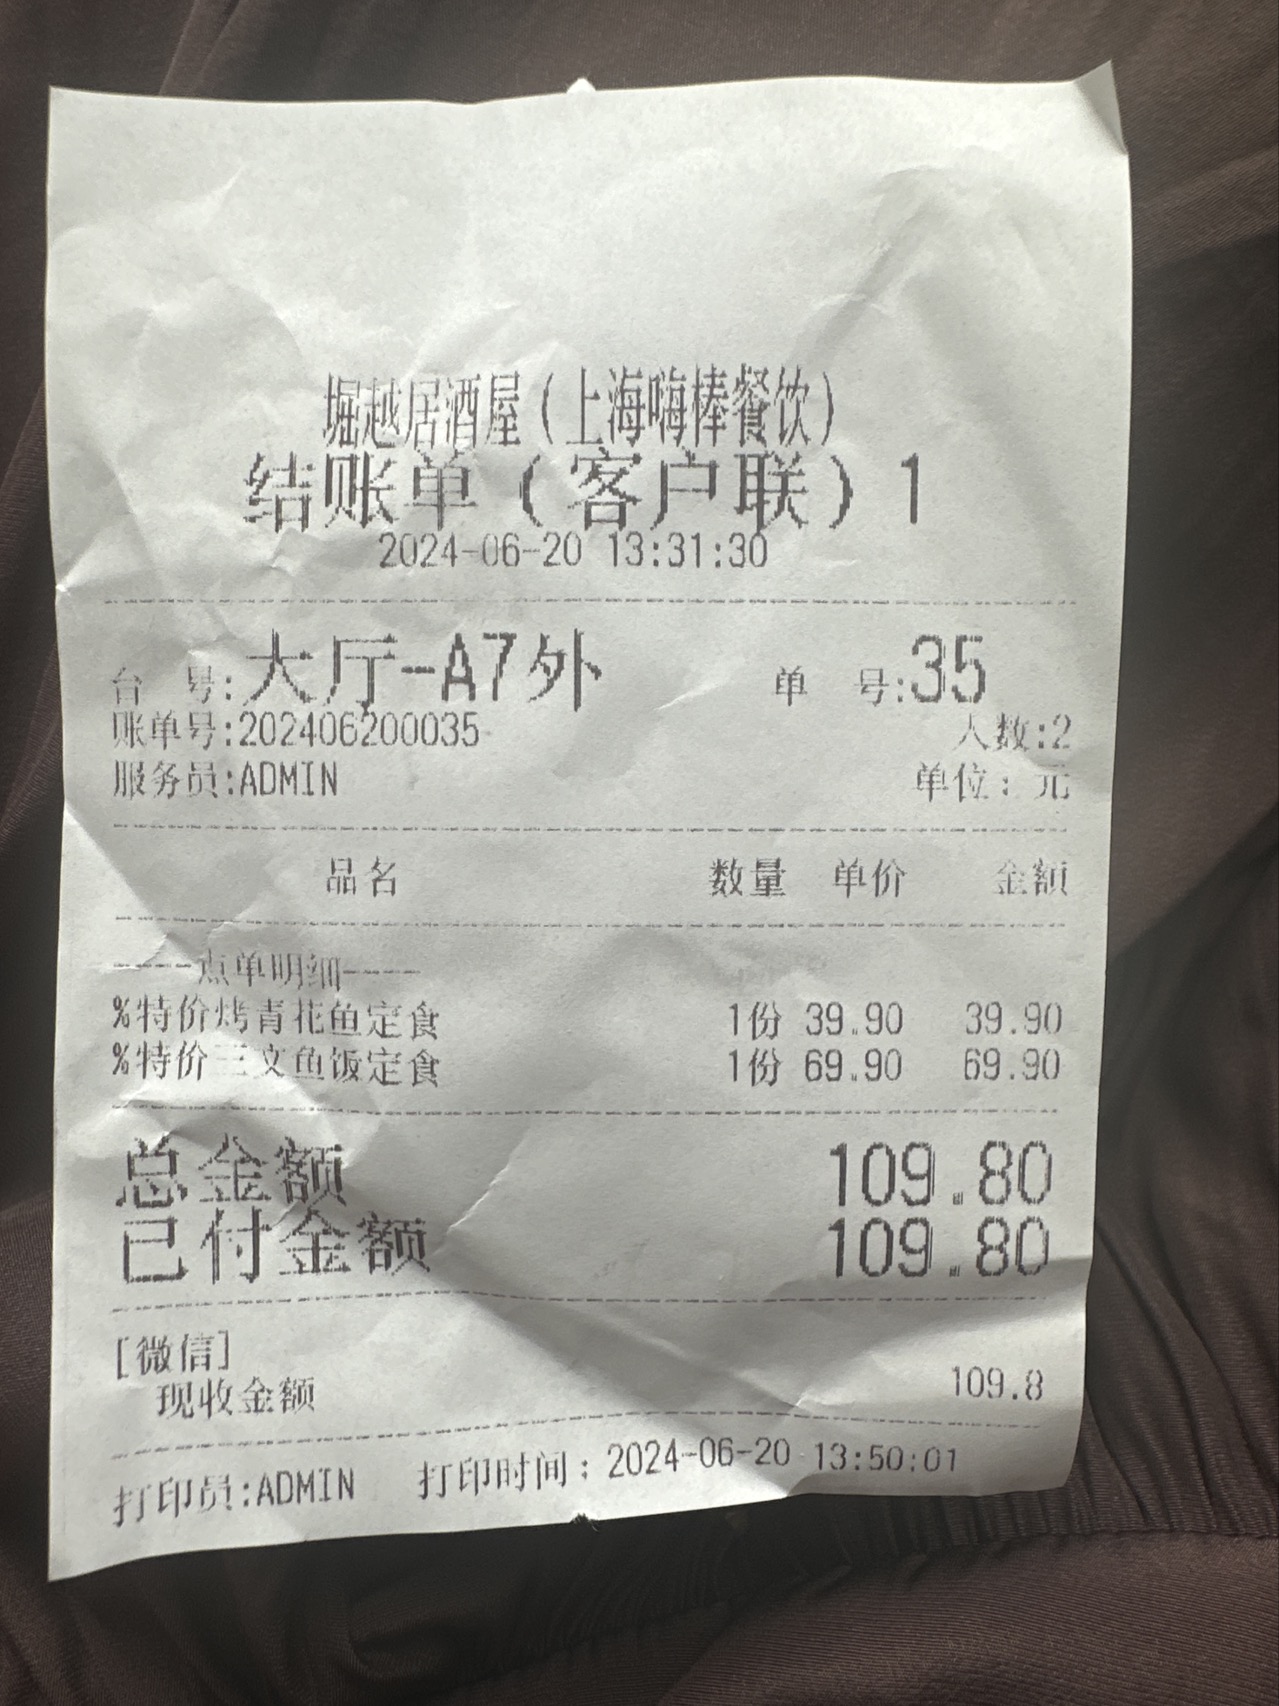 堀越居酒屋(上海嗨棒餐饮)
结账单(客户联)1
2024-06-20 13:31:30
台 号:大厅-A7外 单 号:35
账单号:202406200035 人数:2
服务员:ADMIN 单位: 元
品名 数量 单价 金额
----点单明细----
%特价烤青花鱼定食 1份 39.90 39.90
%特价三文鱼饭定食 1份 69.90 69.90
总金额 109.80
已付金额 109.80
[微信]
现收金额 109.8
打印员:ADMIN 打印时间:2024-06-20 13:50:01